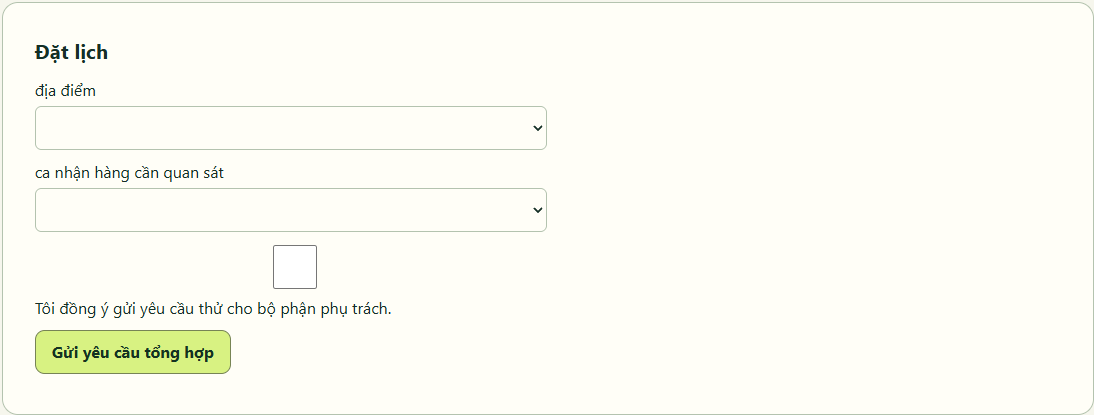 Đặt lịch
địa điểm
ca nhận hàng cần quan sát
Tôi đồng ý gửi yêu cầu thử cho bộ phận phụ trách.
Gửi yêu cầu tổng hợp